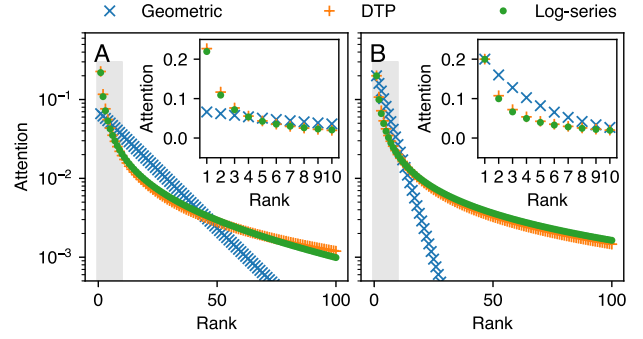 Geometric DTP Log-series
A
B
Attention
10⁻¹
10⁻²
10⁻³
0 50 100
Rank
0 50 100
Rank
Attention
0.2
0.1
0.0
1 2 3 4 5 6 7 8 9 10
Rank
Attention
0.2
0.1
0.0
1 2 3 4 5 6 7 8 9 10
Rank